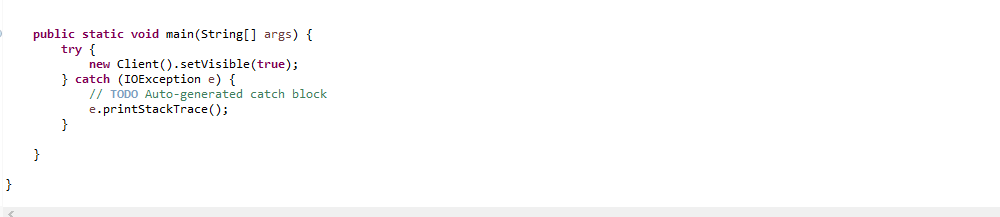 public static void main(String[] args) {
try {
new Client().setVisible(true);
} catch (IOException e) {
// TODO Auto-generated catch block
e.printStackTrace();
}
}
}